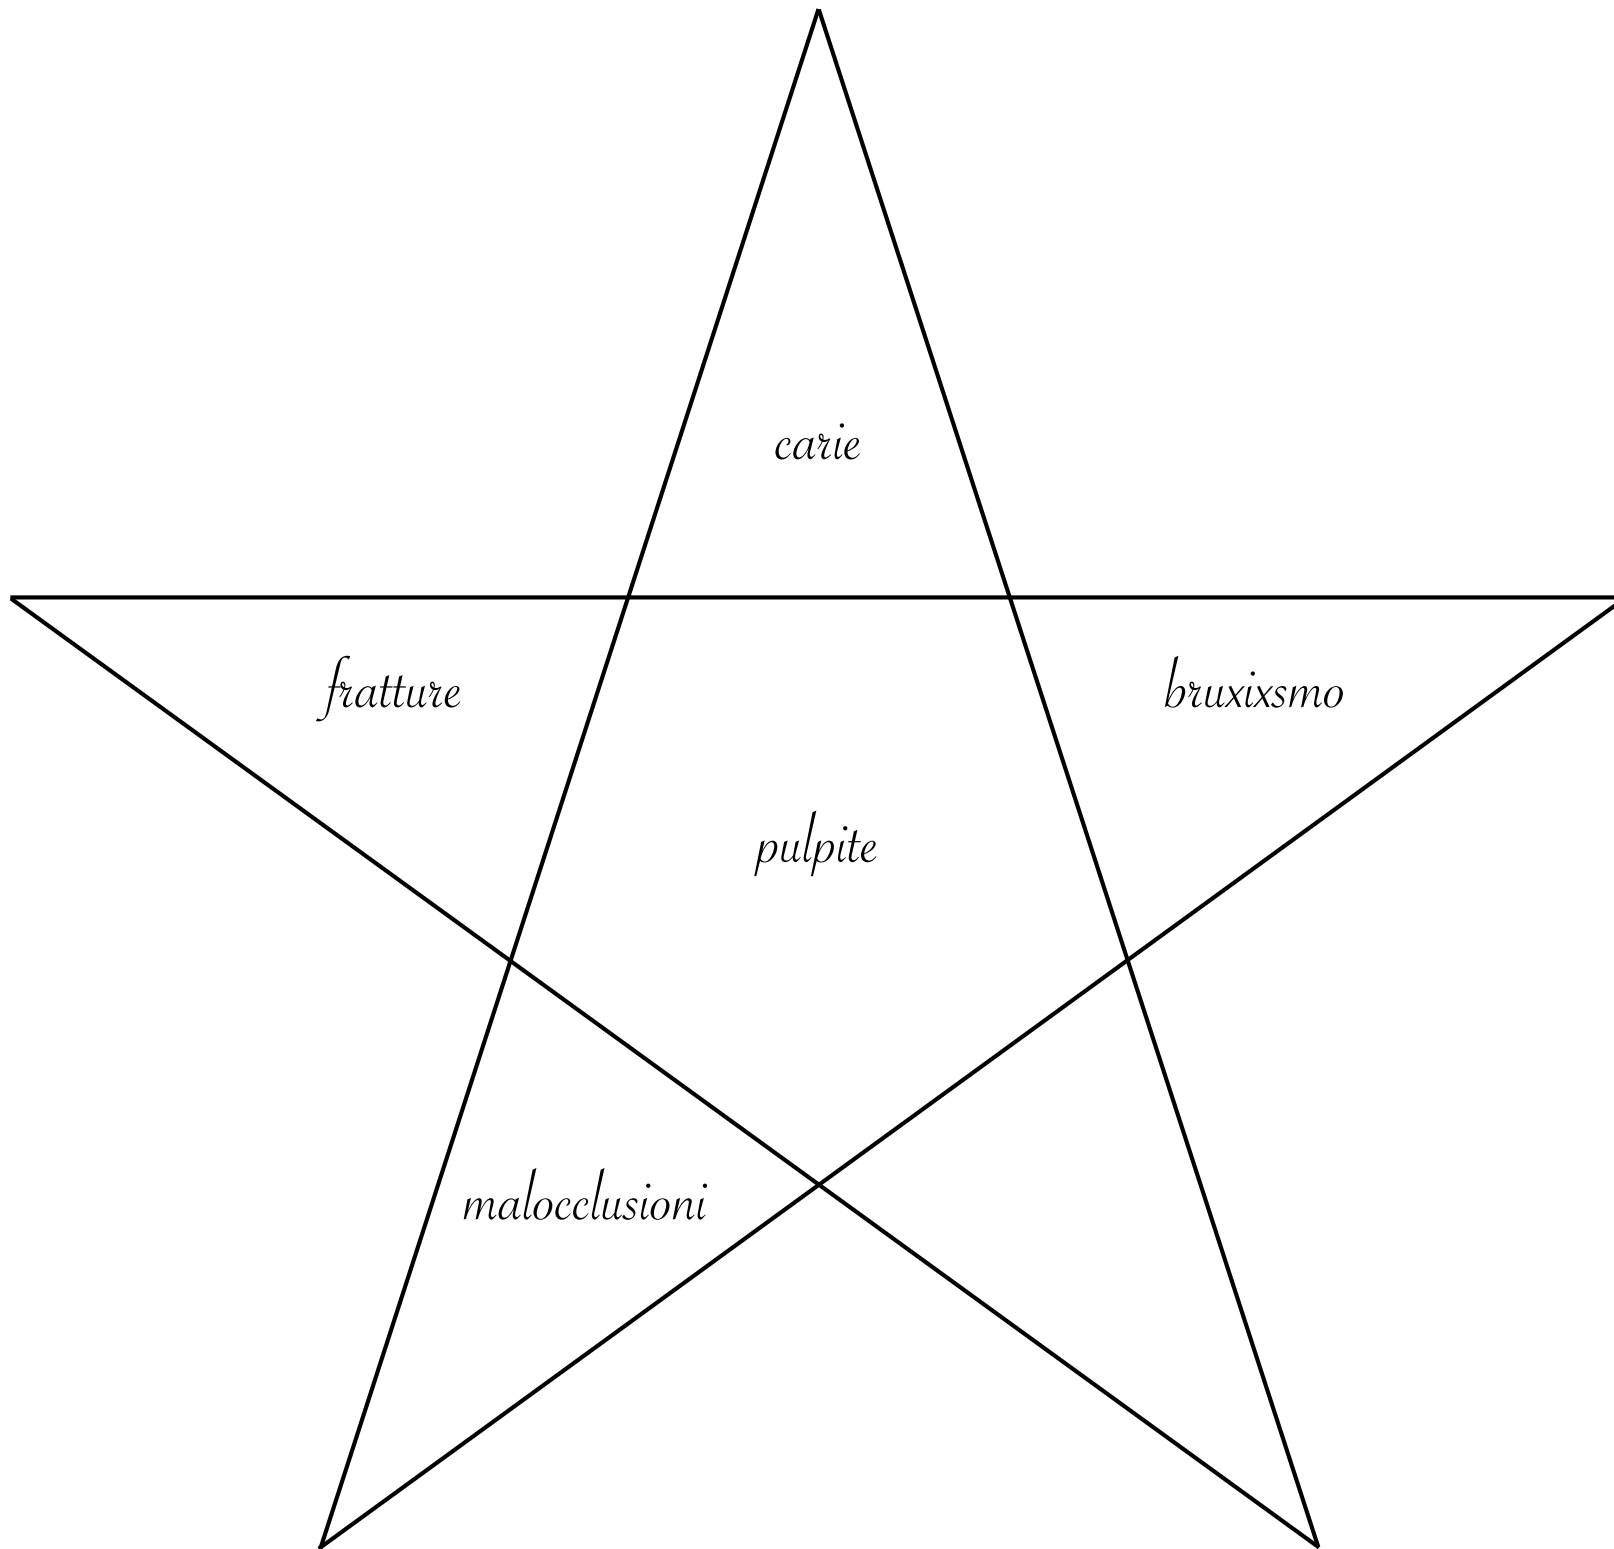 carie
fratture
bruxixsmo
pulpite
malocclusioni